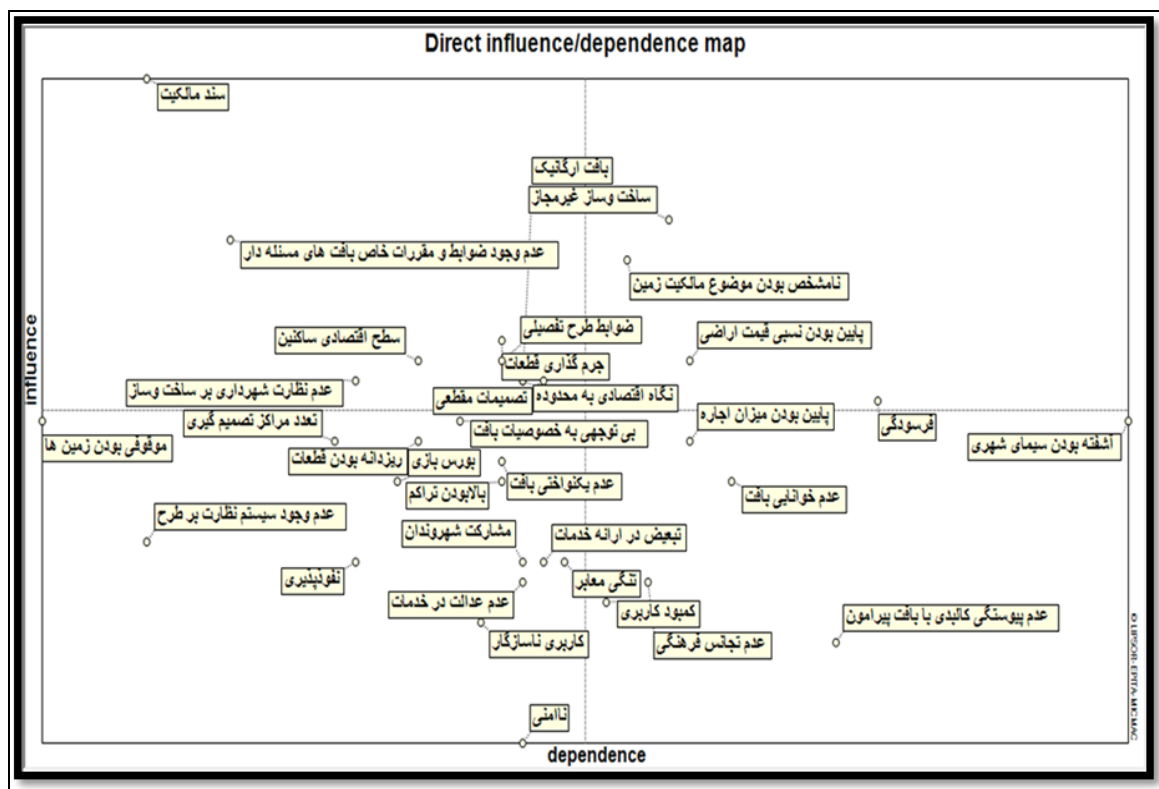 Direct influence/dependence map
سند مالکیت
بافت ارگانیک
ساخت وساز غیرمجاز
عدم وجود ضوابط و مقررات خاص بافت های مسئله دار
نامشخص بودن موضوع مالکیت زمین
ضوابط طرح تفصیلی
پایین بودن نسبی قیمت اراضی
سطح اقتصادی ساکنین
جرم گذاری قطعات
عدم نظارت شهرداری بر ساخت وساز
تصمیمات مقطعی
نگاه اقتصادی به محدوده
influence
تعدد مراکز تصمیم گیری
بی توجهی به خصوصیات بافت
پایین بودن میزان اجاره
فرسودگی
آشفته بودن سیمای شهری
موقوفی بودن زمین ها
ریزدانه بودن قطعات
بورس بازی
عدم یکنواختی بافت
بالابودن تراکم
عدم خوانایی بافت
عدم وجود سیستم نظارت بر طرح
مشارکت شهروندان
تبعیض در ارائه خدمات
نفوذپذیری
تنگی معابر
عدم عدالت در خدمات
کمبود کاربری
عدم پیوستگی کالبدی با بافت پیرامون
کاربری ناسازگار
عدم تجانس فرهنگی
ناامنی
dependence
© LIPSOR-EPITA-MICMAC